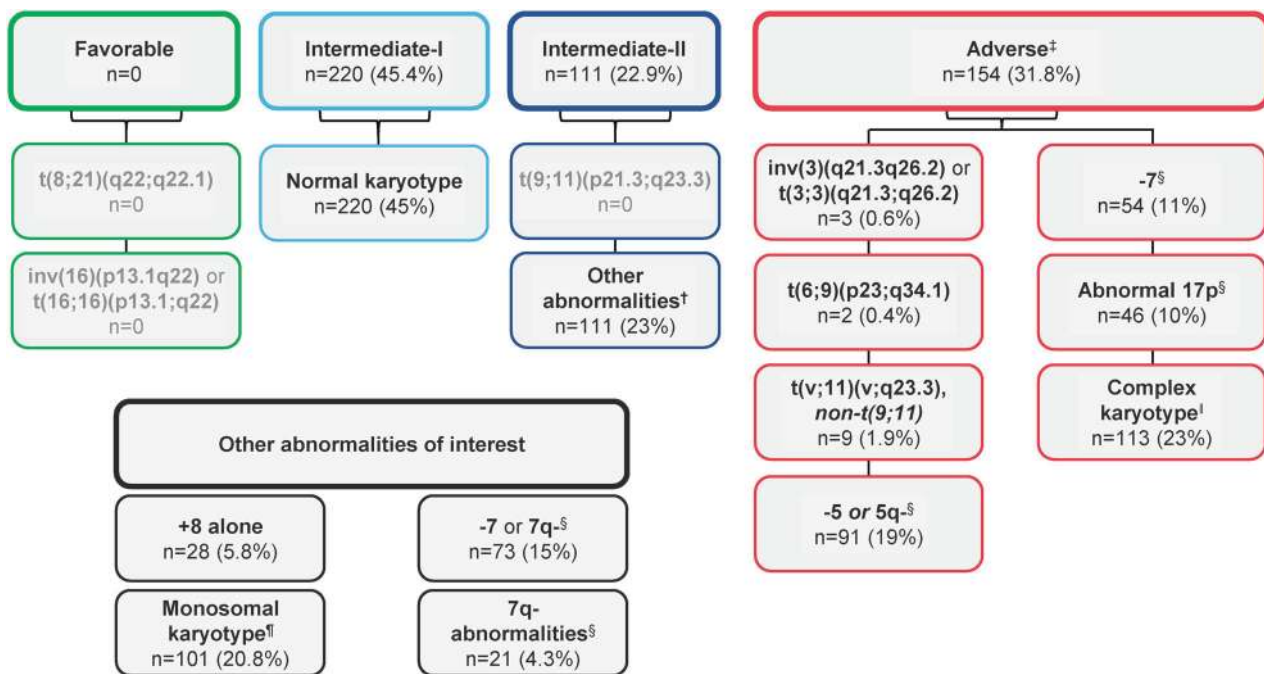 Favorable
n=0
Intermediate-I
n=220 (45.4%)
Intermediate-II
n=111 (22.9%)
Adverse‡
n=154 (31.8%)
t(8;21)(q22;q22.1)
n=0
inv(16)(p13.1q22) or
t(16;16)(p13.1;q22)
n=0
Normal karyotype
n=220 (45%)
t(9;11)(p21.3;q23.3)
n=0
Other
abnormalities†
n=111 (23%)
inv(3)(q21.3q26.2) or
t(3;3)(q21.3;q26.2)
n=3 (0.6%)
t(6;9)(p23;q34.1)
n=2 (0.4%)
t(v;11)(v;q23.3),
non-t(9;11)
n=9 (1.9%)
-5 or 5q-§
n=91 (19%)
-7§
n=54 (11%)
Abnormal 17p§
n=46 (10%)
Complex
karyotype‖
n=113 (23%)
Other abnormalities of interest
+8 alone
n=28 (5.8%)
-7 or 7q-§
n=73 (15%)
Monosomal
karyotype¶
n=101 (20.8%)
7q-
abnormalities§
n=21 (4.3%)